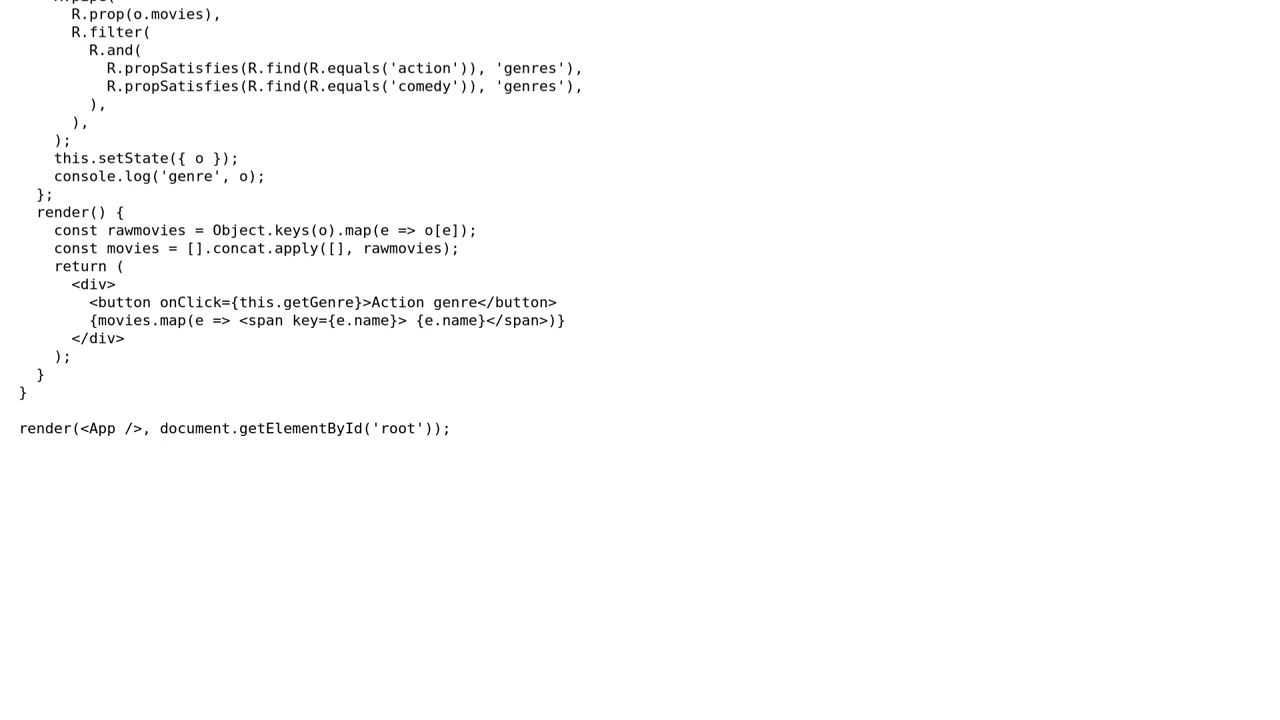 R.prop(o.movies),
      R.filter(
        R.and(
          R.propSatisfies(R.find(R.equals('action')), 'genres'),
          R.propSatisfies(R.find(R.equals('comedy')), 'genres'),
        ),
      ),
    );
    this.setState({ o });
    console.log('genre', o);
  };
  render() {
    const rawmovies = Object.keys(o).map(e => o[e]);
    const movies = [].concat.apply([], rawmovies);
    return (
      <div>
        <button onClick={this.getGenre}>Action genre</button>
        {movies.map(e => <span key={e.name}> {e.name}</span>)}
      </div>
    );
  }
}

render(<App />, document.getElementById('root'));